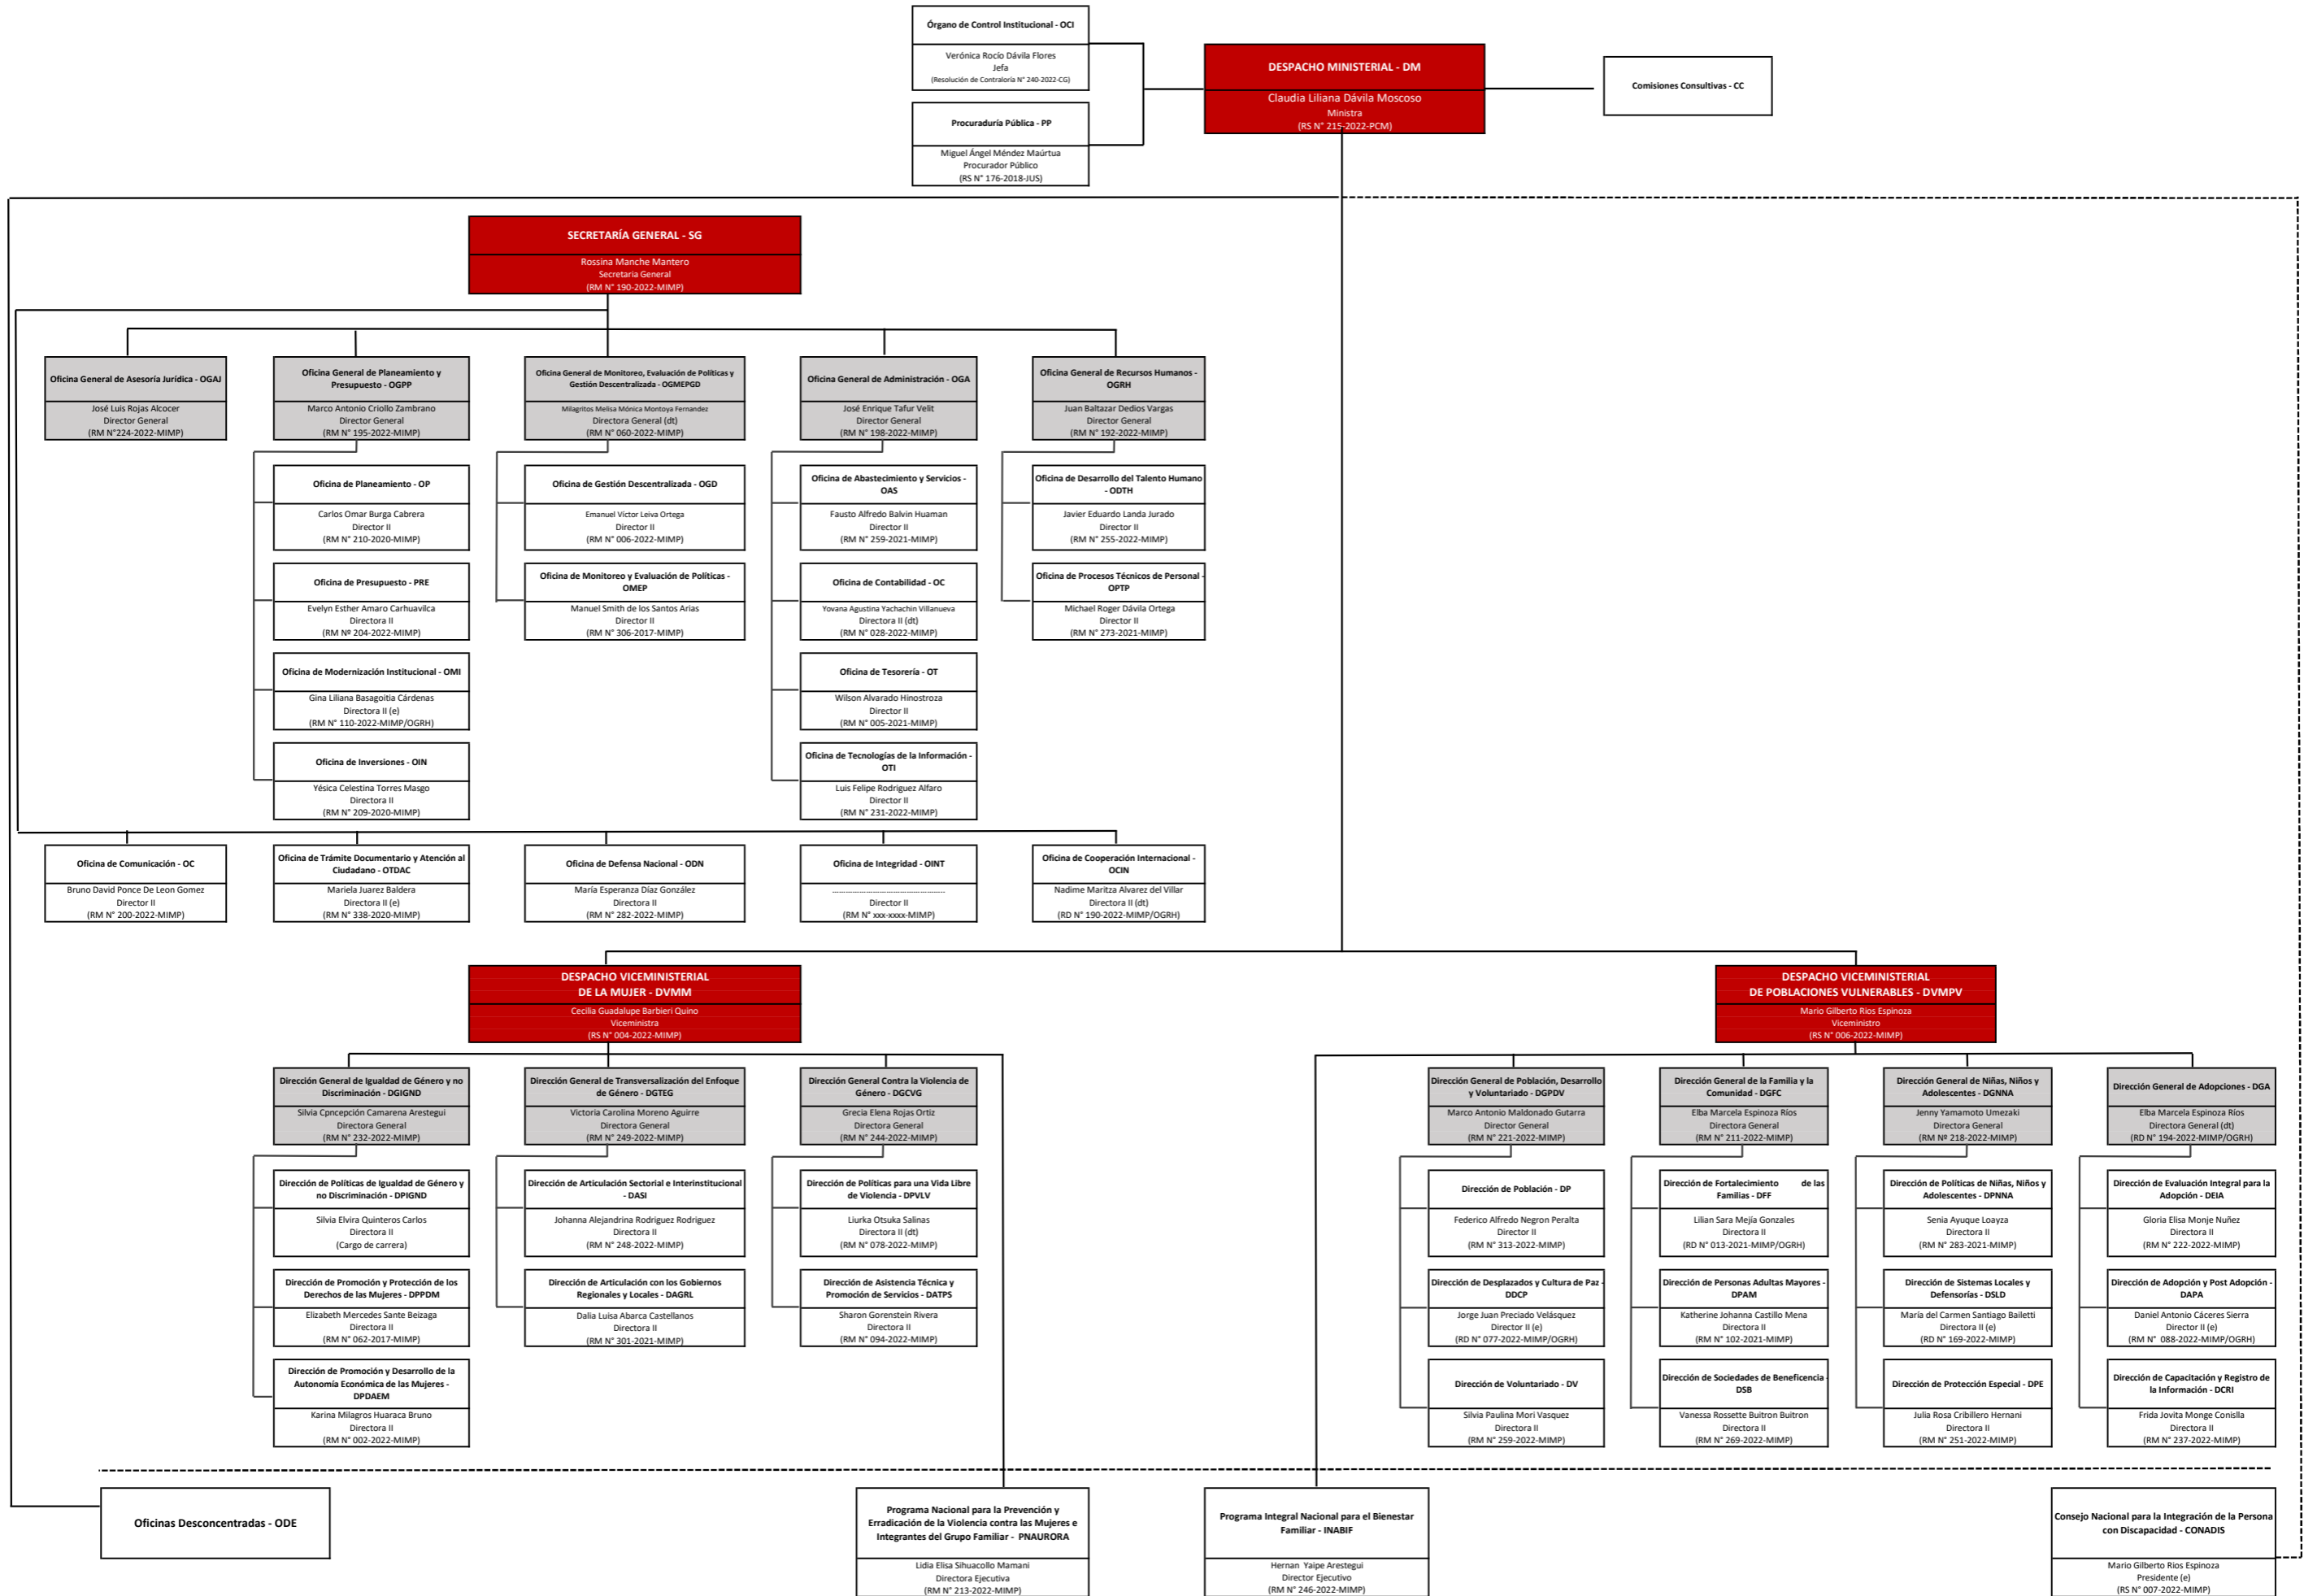 Órgano de Control Institucional - OCI
Verónica Rocío Dávila Flores
Jefa
(Resolución de Contraloría N° 240-2022-CG)
DESPACHO MINISTERIAL - DM
Claudia Liliana Dávila Moscoso
Ministra
(RS N° 215-2022-PCM)
Comisiones Consultivas - CC
Procuraduría Pública - PP
Miguel Ángel Méndez Maúrtua
Procurador Público
(RS N° 176-2018-JUS)
SECRETARÍA GENERAL - SG
Rossina Manche Mantero
Secretaria General
(RM N° 190-2022-MIMP)
Oficina General de Asesoría Jurídica - OGAJ
José Luis Rojas Alcocer
Director General
(RM N°224-2022-MIMP)
Oficina General de Planeamiento y
Presupuesto - OGPP
Marco Antonio Criollo Zambrano
Director General
(RM N° 195-2022-MIMP)
Oficina General de Monitoreo, Evaluación de Políticas y
Gestión Descentralizada - OGMEPGD
Milagritos Melisa Mónica Montoya Fernandez
Directora General (dt)
(RM N° 060-2022-MIMP)
Oficina General de Administración - OGA
José Enrique Tafur Velit
Director General
(RM N° 198-2022-MIMP)
Oficina General de Recursos Humanos -
OGRH
Juan Baltazar Dedios Vargas
Director General
(RM N° 192-2022-MIMP)
Oficina de Planeamiento - OP
Carlos Omar Burga Cabrera
Director II
(RM N° 210-2020-MIMP)
Oficina de Gestión Descentralizada - OGD
Emanuel Victor Leiva Ortega
Director II
(RM N° 006-2022-MIMP)
Oficina de Abastecimiento y Servicios -
OAS
Fausto Alfredo Balvin Huaman
Director II
(RM N° 259-2021-MIMP)
Oficina de Desarrollo del Talento Humano
- ODTH
Javier Eduardo Landa Jurado
Director II
(RM N° 255-2022-MIMP)
Oficina de Presupuesto - PRE
Evelyn Esther Amaro Carhuavilca
Directora II
(RM Nº 204-2022-MIMP)
Oficina de Monitoreo y Evaluación de Políticas -
OMEP
Manuel Smith de los Santos Arias
Director II
(RM N° 306-2017-MIMP)
Oficina de Contabilidad - OC
Yovana Agustina Yachachin Villanueva
Directora II (dt)
(RM N° 028-2022-MIMP)
Oficina de Procesos Técnicos de Personal -
OPTP
Michael Roger Dávila Ortega
Director II
(RM N° 273-2021-MIMP)
Oficina de Modernización Institucional - OMI
Gina Liliana Basagoitia Cárdenas
Directora II (e)
(RM N° 110-2022-MIMP/OGRH)
Oficina de Tesorería - OT
Wilson Alvarado Hinostroza
Director II
(RM N° 005-2021-MIMP)
Oficina de Inversiones - OIN
Yésica Celestina Torres Masgo
Directora II
(RM N° 209-2020-MIMP)
Oficina de Tecnologías de la Información -
OTI
Luis Felipe Rodriguez Alfaro
Director II
(RM N° 231-2022-MIMP)
Oficina de Comunicación - OC
Bruno David Ponce De Leon Gomez
Director II
(RM N° 200-2022-MIMP)
Oficina de Trámite Documentario y Atención al
Ciudadano - OTDAC
Mariela Juarez Baldera
Directora II (e)
(RM N° 338-2020-MIMP)
Oficina de Defensa Nacional - ODN
María Esperanza Díaz González
Directora II
(RM N° 282-2022-MIMP)
Oficina de Integridad - OINT
...............................................
Director II
(RM N° xxx-xxxx-MIMP)
Oficina de Cooperación Internacional -
OCIN
Nadime Maritza Alvarez del Villar
Directora II (dt)
(RD N° 190-2022-MIMP/OGRH)
DESPACHO VICEMINISTERIAL
DE LA MUJER - DVMM
Cecilia Guadalupe Barbieri Quino
Viceministra
(RS N° 004-2022-MIMP)
DESPACHO VICEMINISTERIAL
DE POBLACIONES VULNERABLES - DVMPV
Mario Gilberto Rios Espinoza
Viceministro
(RS N° 006-2022-MIMP)
Dirección General de Igualdad de Género y no
Discriminación - DGIGND
Silvia Cpncepción Camarena Arestegui
Directora General
(RM N° 232-2022-MIMP)
Dirección General de Transversalización del Enfoque
de Género - DGTEG
Victoria Carolina Moreno Aguirre
Directora General
(RM N° 249-2022-MIMP)
Dirección General Contra la Violencia de
Género - DGCVG
Grecia Elena Rojas Ortiz
Directora General
(RM N° 244-2022-MIMP)
Dirección General de Población, Desarrollo
y Voluntariado - DGPDV
Marco Antonio Maldonado Gutarra
Director General
(RM N° 221-2022-MIMP)
Dirección General de la Familia y la
Comunidad - DGFC
Elba Marcela Espinoza Ríos
Directora General
(RM N° 211-2022-MIMP)
Dirección General de Niñas, Niños y
Adolescentes - DGNNA
Jenny Yamamoto Umezaki
Directora General
(RM Nº 218-2022-MIMP)
Dirección General de Adopciones - DGA
Elba Marcela Espinoza Ríos
Directora General (dt)
(RD N° 194-2022-MIMP/OGRH)
Dirección de Políticas de Igualdad de Género y
no Discriminación - DPIGND
Silvia Elvira Quinteros Carlos
Directora II
(Cargo de carrera)
Dirección de Articulación Sectorial e Interinstitucional
- DASI
Johanna Alejandrina Rodriguez Rodriguez
Directora II
(RM N° 248-2022-MIMP)
Dirección de Políticas para una Vida Libre
de Violencia - DPVLV
Liurka Otsuka Salinas
Directora II (dt)
(RM N° 078-2022-MIMP)
Dirección de Población - DP
Federico Alfredo Negron Peralta
Director II
(RM N° 313-2022-MIMP)
Dirección de Fortalecimiento de las
Familias - DFF
Lilian Sara Mejía Gonzales
Directora II
(RD N° 013-2021-MIMP/OGRH)
Dirección de Políticas de Niñas, Niños y
Adolescentes - DPNNA
Senia Ayuque Loayza
Directora II
(RM N° 283-2021-MIMP)
Dirección de Evaluación Integral para la
Adopción - DEIA
Gloria Elisa Monje Nuñez
Directora II
(RM N° 222-2022-MIMP)
Dirección de Promoción y Protección de los
Derechos de las Mujeres - DPPDM
Elizabeth Mercedes Sante Beizaga
Directora II
(RM N° 062-2017-MIMP)
Dirección de Articulación con los Gobiernos
Regionales y Locales - DAGRL
Dalia Luisa Abarca Castellanos
Directora II
(RM N° 301-2021-MIMP)
Dirección de Asistencia Técnica y
Promoción de Servicios - DATPS
Sharon Gorenstein Rivera
Directora II
(RM N° 094-2022-MIMP)
Dirección de Desplazados y Cultura de Paz -
DDCP
Jorge Juan Preciado Velásquez
Director II (e)
(RD N° 077-2022-MIMP/OGRH)
Dirección de Personas Adultas Mayores -
DPAM
Katherine Johanna Castillo Mena
Directora II
(RM N° 102-2021-MIMP)
Dirección de Sistemas Locales y
Defensorías - DSLD
María del Carmen Santiago Bailetti
Directora II (e)
(RD N° 169-2022-MIMP)
Dirección de Adopción y Post Adopción -
DAPA
Daniel Antonio Cáceres Sierra
Director II (e)
(RM N° 088-2022-MIMP/OGRH)
Dirección de Promoción y Desarrollo de la
Autonomía Económica de las Mujeres -
DPDAEM
Karina Milagros Huaraca Bruno
Directora II
(RM N° 002-2022-MIMP)
Dirección de Voluntariado - DV
Silvia Paulina Mori Vasquez
Directora II
(RM N° 259-2022-MIMP)
Dirección de Sociedades de Beneficencia -
DSB
Vanessa Rossette Buitron Buitron
Directora II
(RM N° 269-2022-MIMP)
Dirección de Protección Especial - DPE
Julia Rosa Cribillero Hernani
Directora II
(RM N° 251-2022-MIMP)
Dirección de Capacitación y Registro de
la Información - DCRI
Frida Jovita Monge Conislla
Directora II
(RM N° 237-2022-MIMP)
Oficinas Desconcentradas - ODE
Programa Nacional para la Prevención y
Erradicación de la Violencia contra las Mujeres e
Integrantes del Grupo Familiar - PNAURORA
Lidia Elisa Sihuacollo Mamani
Directora Ejecutiva
(RM N° 213-2022-MIMP)
Programa Integral Nacional para el Bienestar
Familiar - INABIF
Hernan Yaipe Arestegui
Director Ejecutivo
(RM N° 246-2022-MIMP)
Consejo Nacional para la Integración de la Persona
con Discapacidad - CONADIS
Mario Gilberto Rios Espinoza
Presidente (e)
(RS N° 007-2022-MIMP)